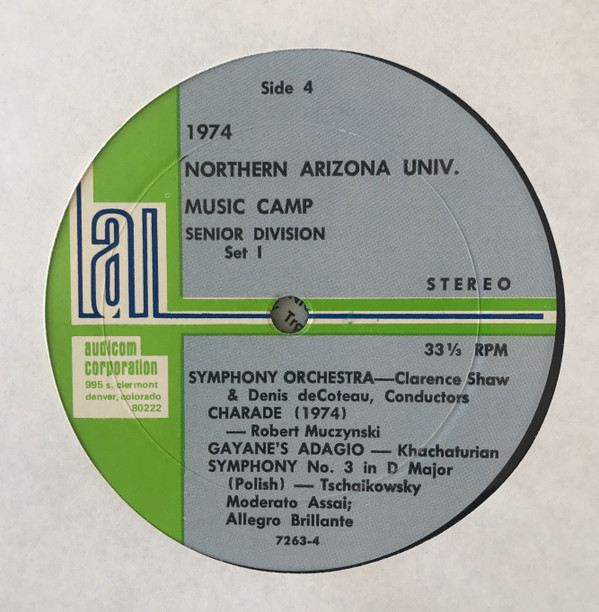 Side 4
1974
NORTHERN ARIZONA UNIV.
MUSIC CAMP
SENIOR DIVISION
Set I
STEREO
audicom
corporation
995 s. clermont
denver, colorado
80222
33⅓ RPM
SYMPHONY ORCHESTRA—Clarence Shaw
& Denis deCoteau, Conductors
CHARADE (1974)
— Robert Muczynski
GAYANE'S ADAGIO — Khachaturian
SYMPHONY No. 3 in D Major
(Polish) — Tschaikowsky
Moderato Assai;
Allegro Brillante
7263-4